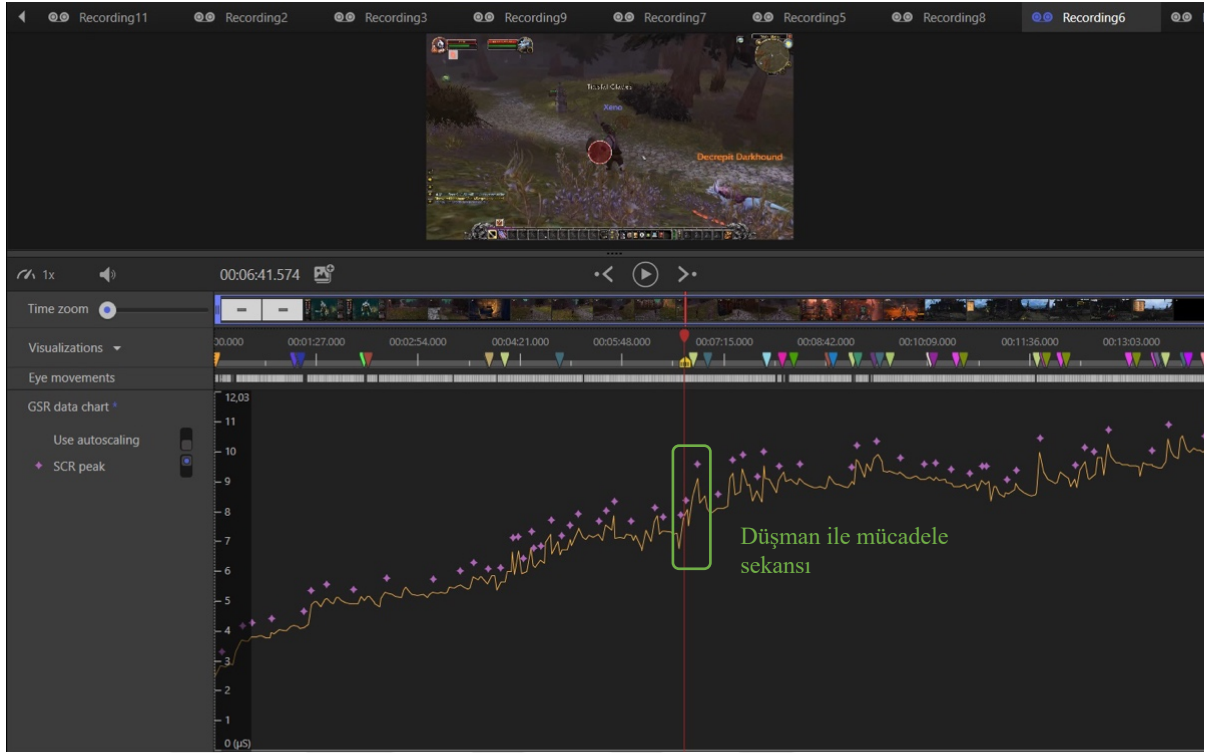 Recording11 Recording2 Recording3 Recording9 Recording7 Recording5 Recording8 Recording6
Xeno
Decrepit Darkhound
1x 00:06:41.574
Time zoom
Visualizations 00.000 00:01:27.000 00:02:54.000 00:04:21.000 00:05:48.000 00:07:15.000 00:08:42.000 00:10:09.000 00:11:36.000 00:13:03.000
Eye movements
GSR data chart *
Use autoscaling
SCR peak
12,03
11
10
9
8
7
6
5
4
3
2
1
0 (µS)
Düşman ile mücadele
sekansı